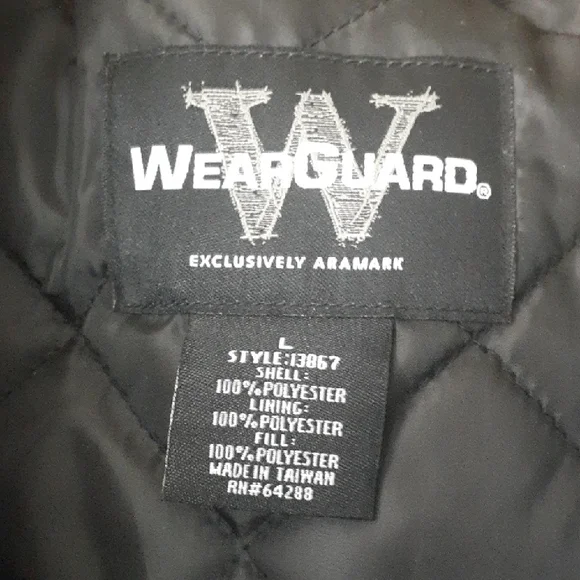 W
WEARGUARD®
EXCLUSIVELY ARAMARK
L
STYLE:13867
SHELL:
100%POLYESTER
LINING:
100%POLYESTER
FILL:
100%POLYESTER
MADE IN TAIWAN
RN#64288